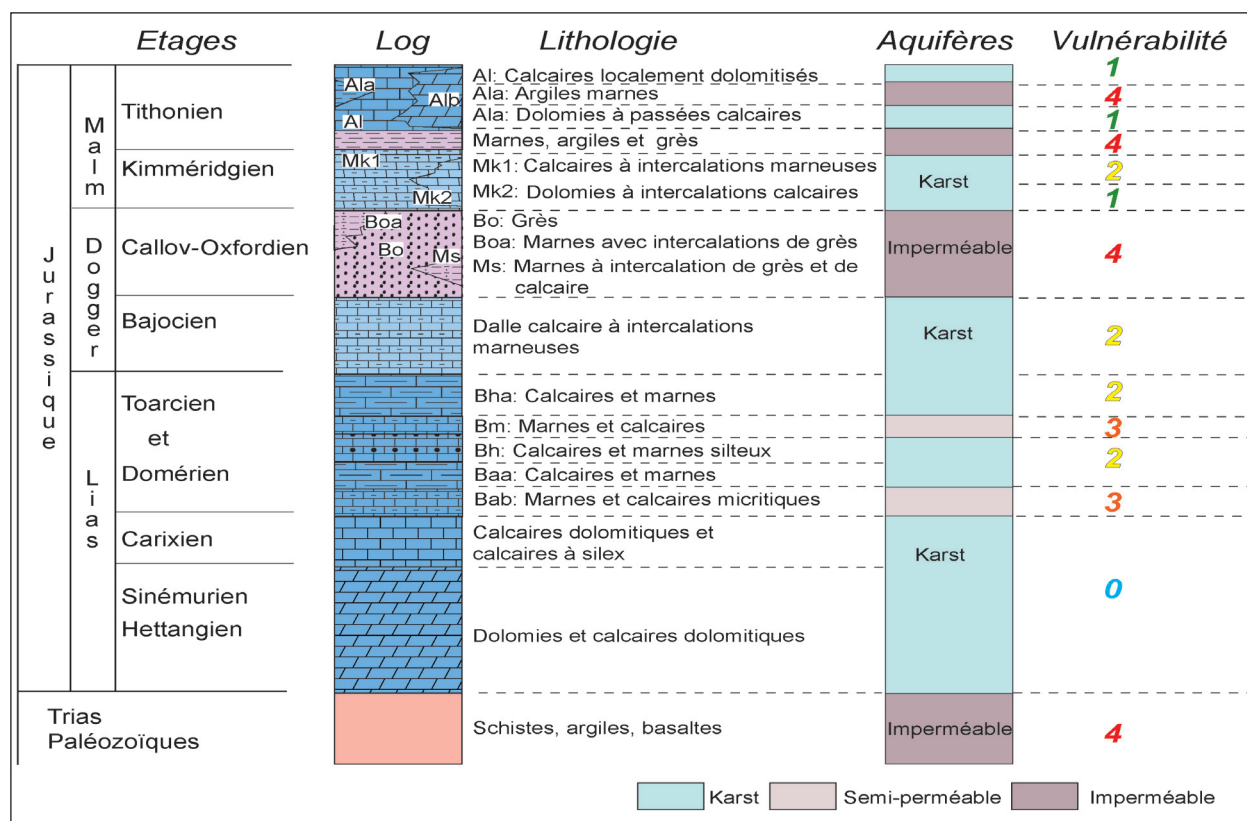 Etages Log Lithologie Aquifères Vulnérabilité
Jurassique
Malm
Dogger
Lias
Tithonien
Kimméridgien
Callov-Oxfordien
Bajocien
Toarcien
et
Domérien
Carixien
Sinémurien
Hettangien
Trias
Paléozoïques
Ala
Alb
Al
Mk1
Mk2
Boa
Bo
Ms
Al: Calcaires localement dolomitisés
Ala: Argiles marnes
Ala: Dolomies à passées calcaires
Marnes, argiles et grès
Mk1: Calcaires à intercalations marneuses
Mk2: Dolomies à intercalations calcaires
Bo: Grès
Boa: Marnes avec intercalations de grès
Ms: Marnes à intercalation de grès et de
calcaire
Dalle calcaire à intercalations
marneuses
Bha: Calcaires et marnes
Bm: Marnes et calcaires
Bh: Calcaires et marnes silteux
Baa: Calcaires et marnes
Bab: Marnes et calcaires micritiques
Calcaires dolomitiques et
calcaires à silex
Dolomies et calcaires dolomitiques
Schistes, argiles, basaltes
Karst
Imperméable
Karst
Karst
Imperméable
1
4
1
4
2
1
4
2
2
3
2
3
0
4
Karst Semi-perméable Imperméable